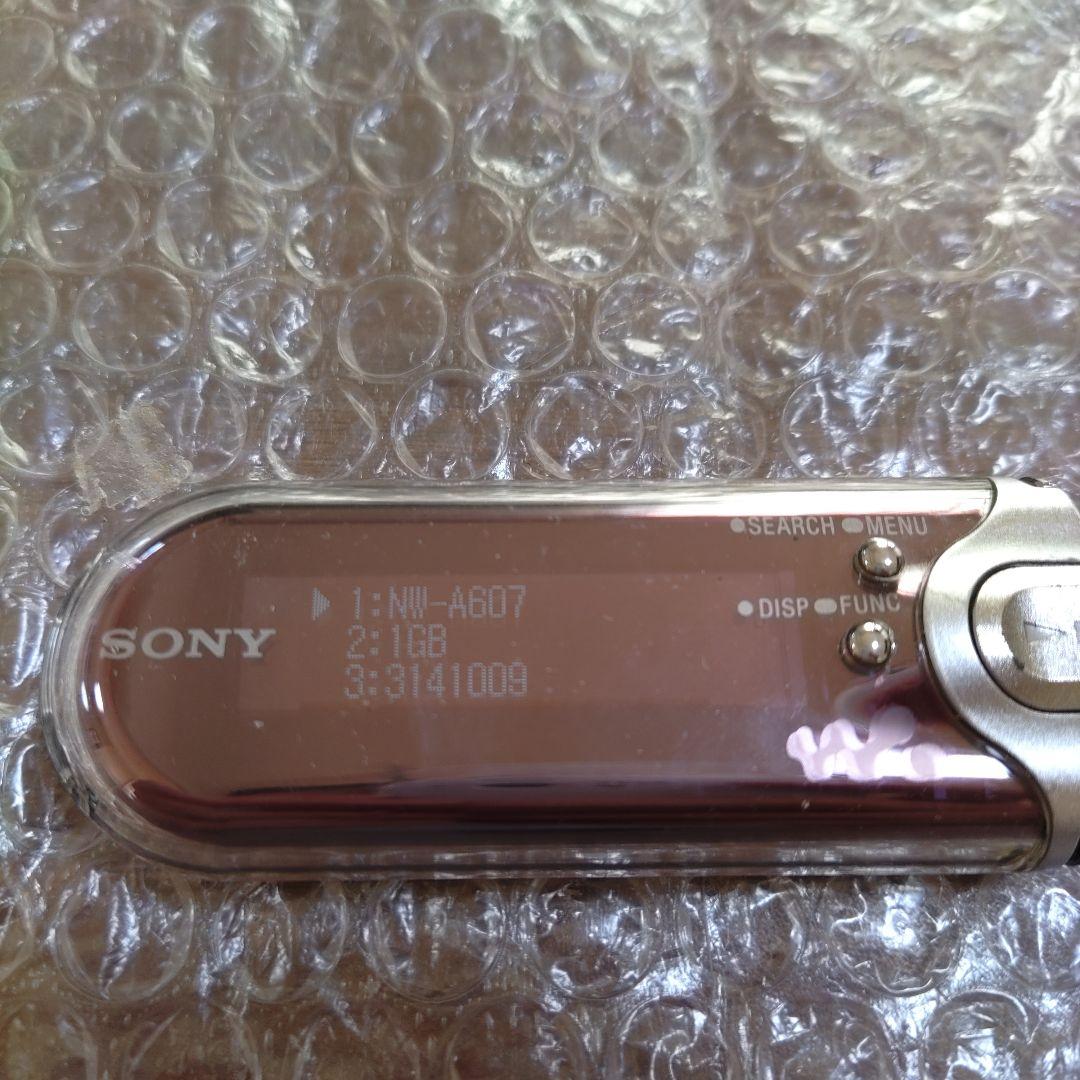 ●SEARCH ⬬MENU
▶ 1:NW-A607
●DISP ⬬FUNC
SONY
2:1GB
3:3141009